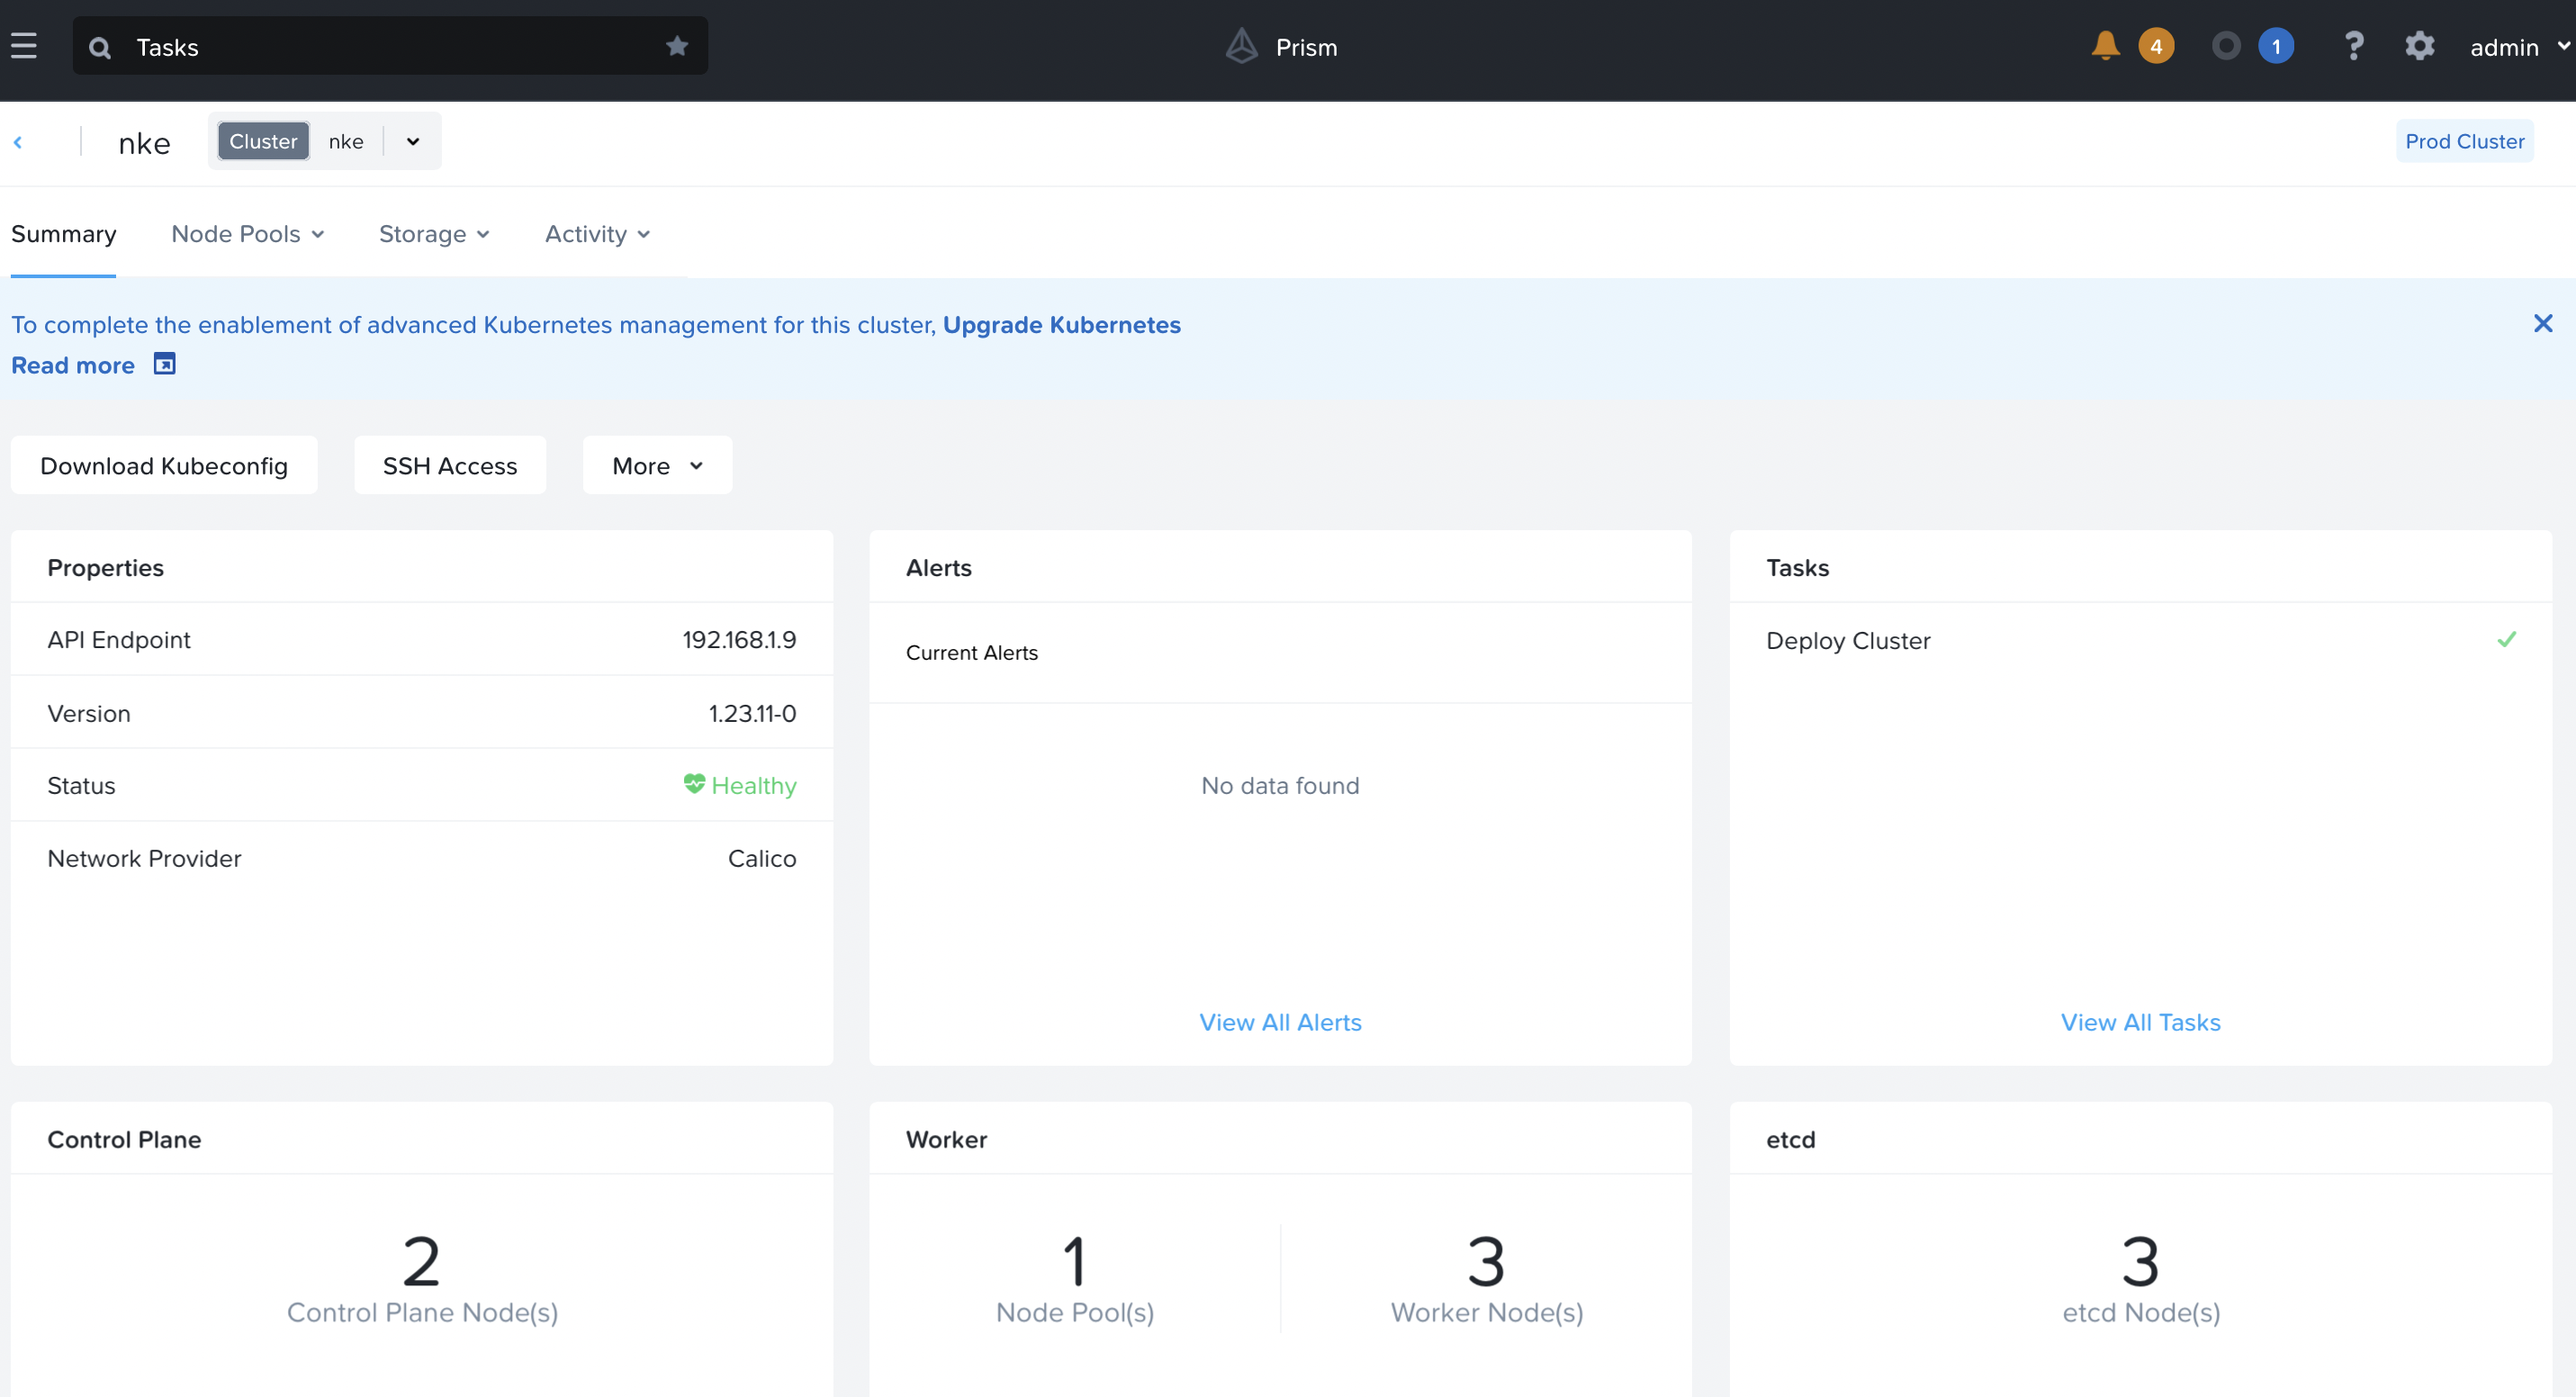 Tasks
Prism
4
1
?
admin
nke
Cluster nke
Prod Cluster
Summary Node Pools Storage Activity
To complete the enablement of advanced Kubernetes management for this cluster, Upgrade Kubernetes
Read more
Download Kubeconfig SSH Access More
Properties
API Endpoint 192.168.1.9
Version 1.23.11-0
Status Healthy
Network Provider Calico
Alerts
Current Alerts
No data found
View All Alerts
Tasks
Deploy Cluster
View All Tasks
Control Plane
2
Control Plane Node(s)
Worker
1
Node Pool(s)
3
Worker Node(s)
etcd
3
etcd Node(s)